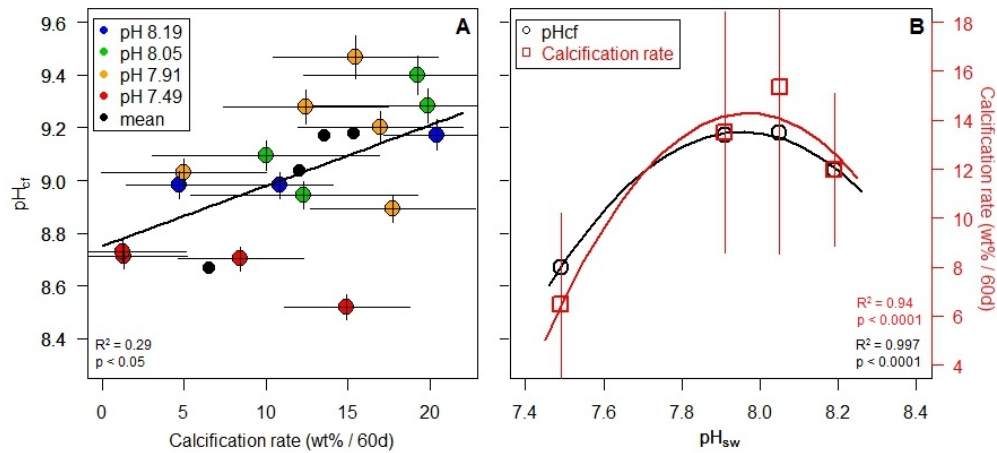 A
pH 8.19
pH 8.05
pH 7.91
pH 7.49
mean
9.6
9.4
9.2
9.0
8.8
8.6
8.4
pHcf
R² = 0.29
p < 0.05
0 5 10 15 20
Calcification rate (wt% / 60d)
B
pHcf
Calcification rate
18
16
14
12
10
8
6
4
Calcification rate (wt% / 60d)
R² = 0.94
p < 0.0001
R² = 0.997
p < 0.0001
7.4 7.6 7.8 8.0 8.2 8.4
pHsw